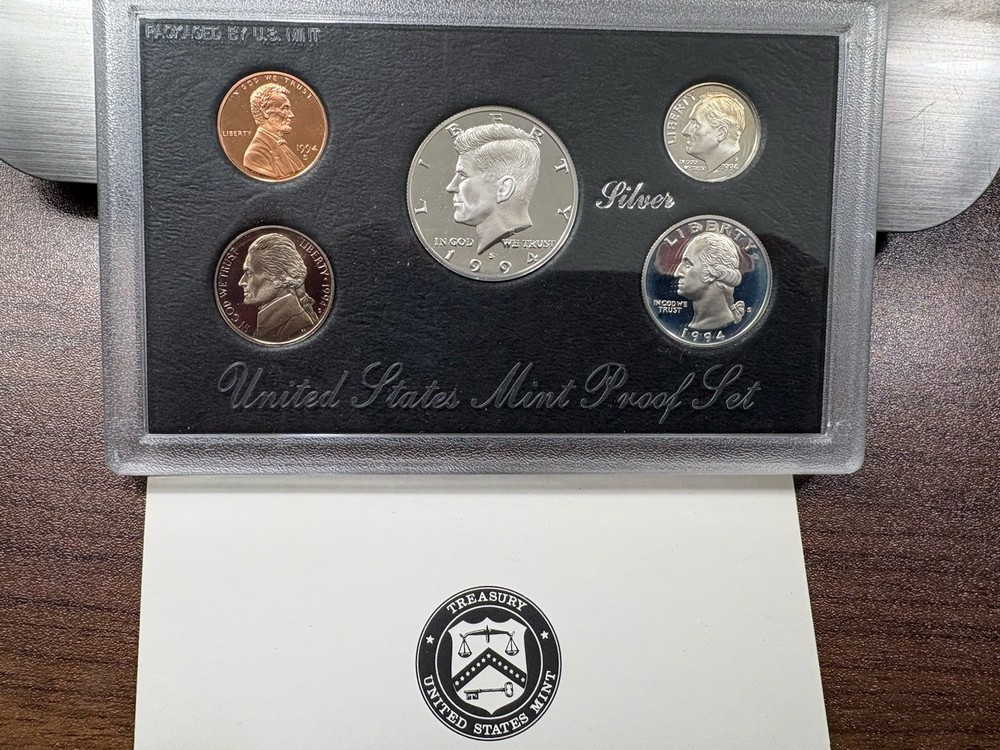 PACKAGED BY U.S. MINT
IN GOD WE TRUST
LIBERTY
1994
S
LIBERTY
IN GOD WE TRUST
S
1994
LIBERTY
IN GOD
WE TRUST
S
1994
Silver
IN GOD WE TRUST
LIBERTY · 1994
LIBERTY
IN GOD WE
TRUST
S
1994
United States Mint Proof Set
TREASURY
UNITED STATES MINT